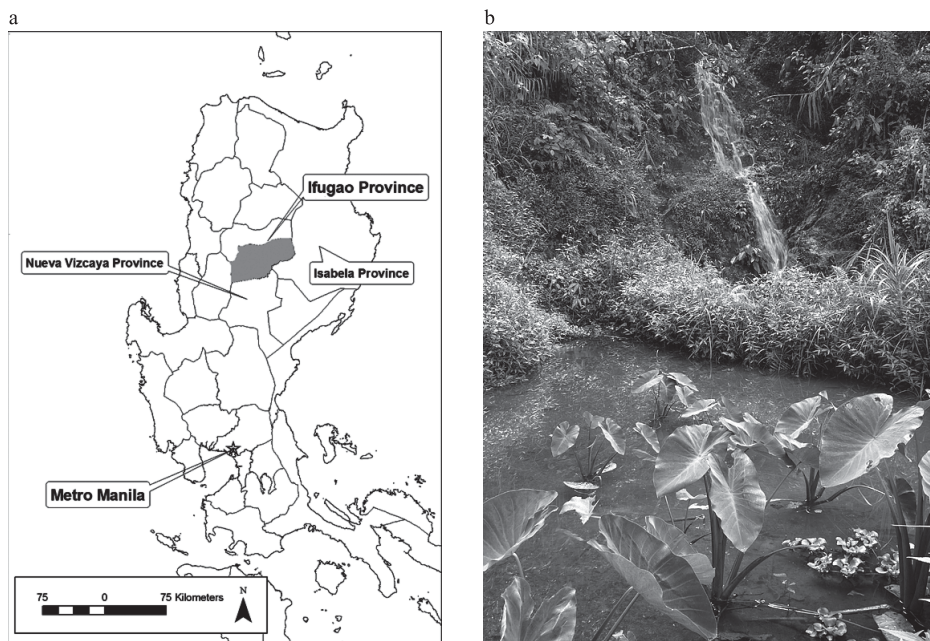 a
b
Ifugao Province
Nueva Vizcaya Province
Isabela Province
Metro Manila
75 0 75 Kilometers
N